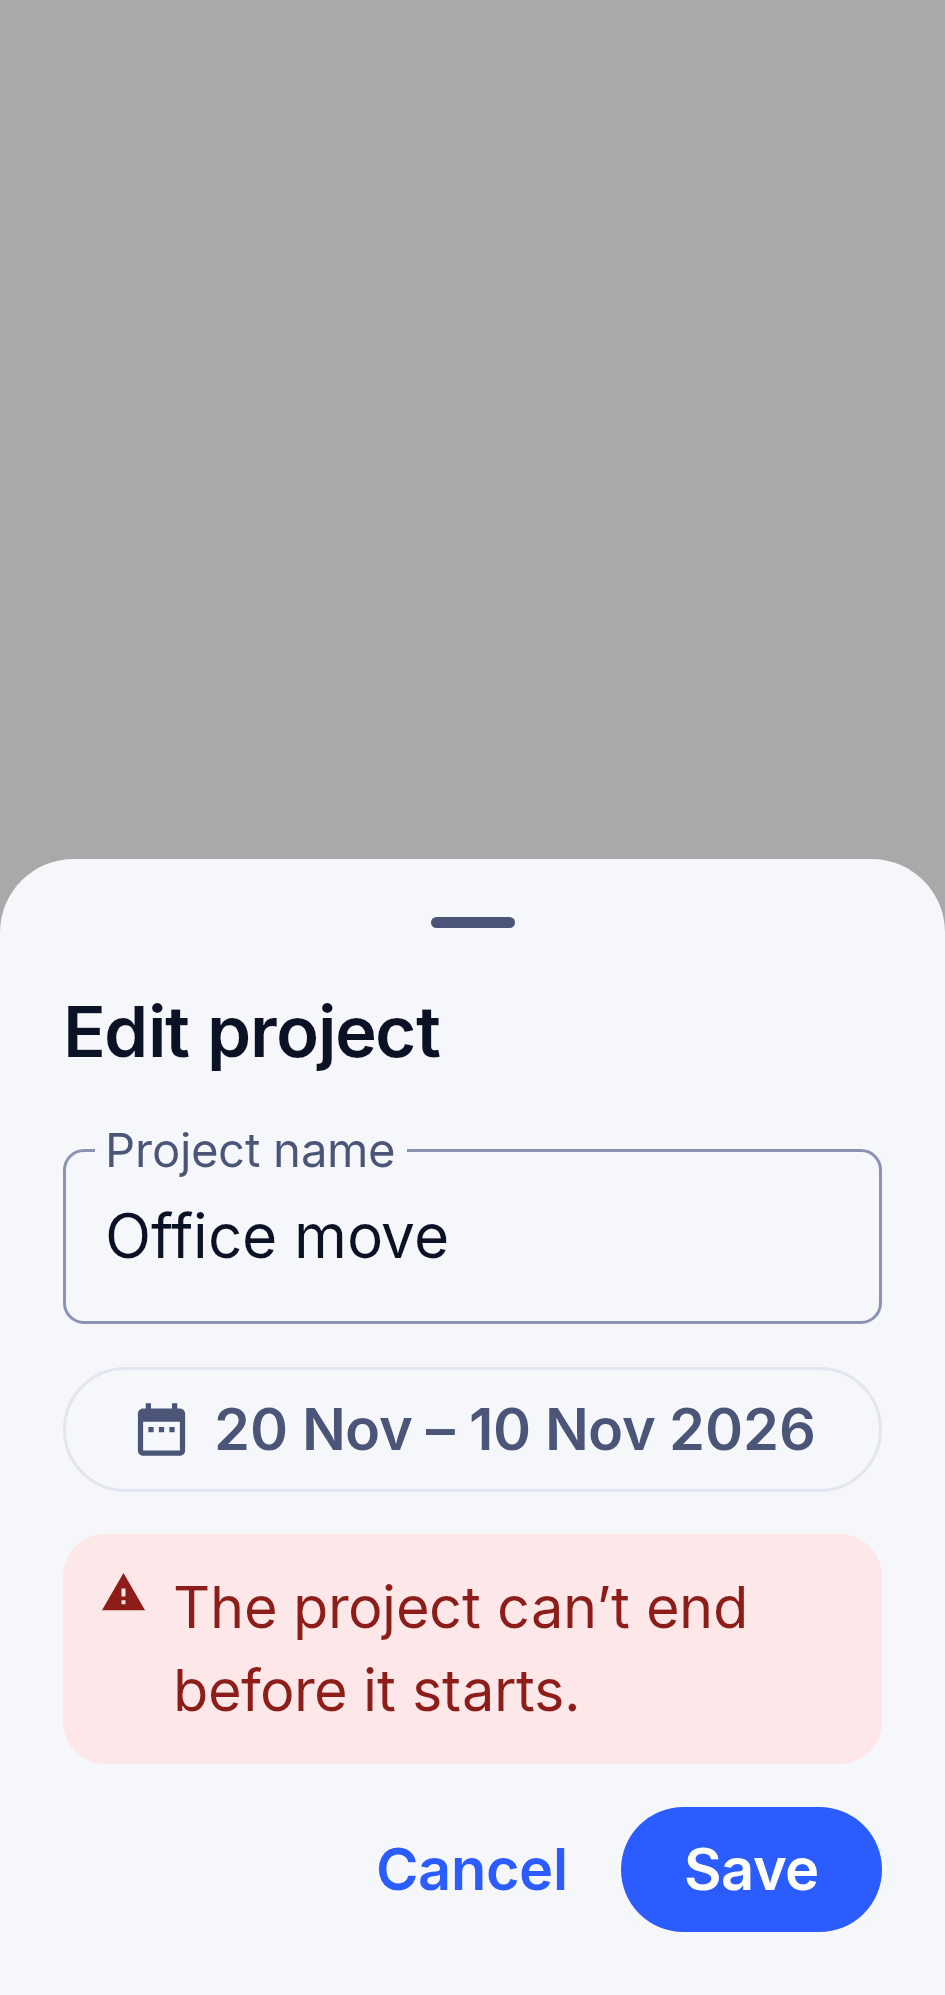 Edit project
Project name
Office move
20 Nov – 10 Nov 2026
The project can’t end
before it starts.
Cancel
Save